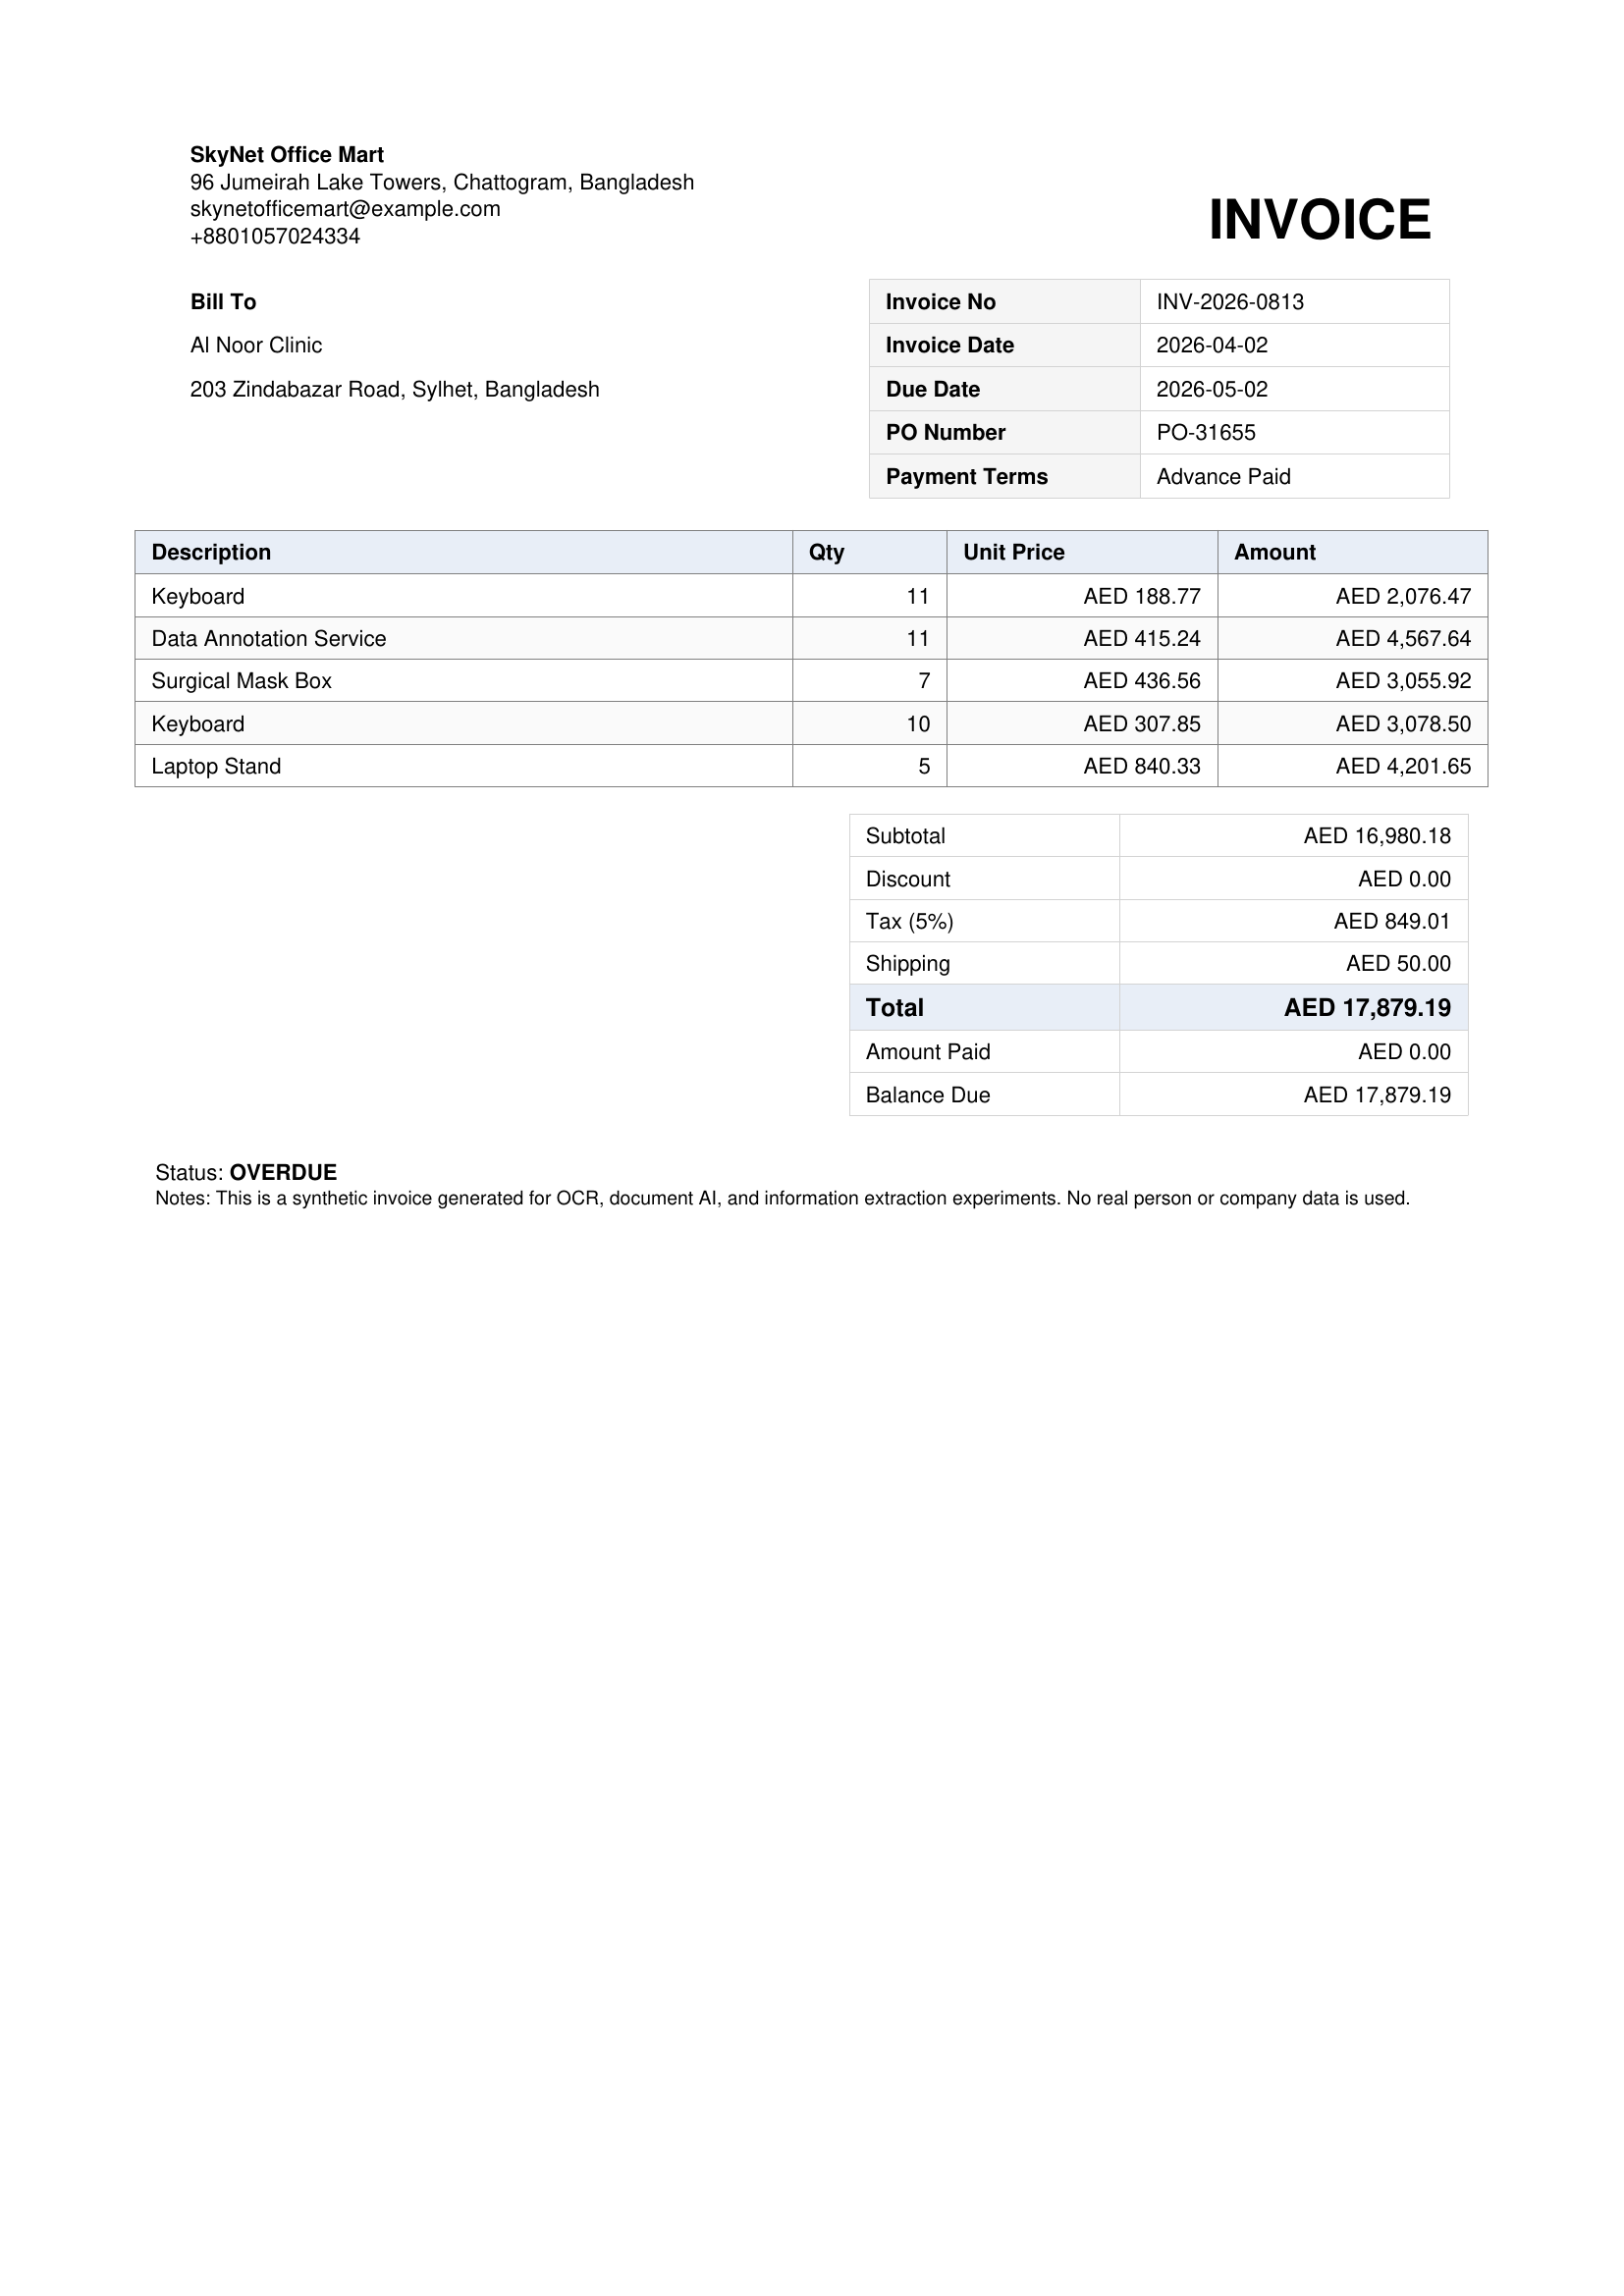 SkyNet Office Mart
96 Jumeirah Lake Towers, Chattogram, Bangladesh
skynetofficemart@example.com
+8801057024334
INVOICE
Bill To
Al Noor Clinic
203 Zindabazar Road, Sylhet, Bangladesh
Invoice No INV-2026-0813
Invoice Date 2026-04-02
Due Date 2026-05-02
PO Number PO-31655
Payment Terms Advance Paid
Description Qty Unit Price Amount
Keyboard 11 AED 188.77 AED 2,076.47
Data Annotation Service 11 AED 415.24 AED 4,567.64
Surgical Mask Box 7 AED 436.56 AED 3,055.92
Keyboard 10 AED 307.85 AED 3,078.50
Laptop Stand 5 AED 840.33 AED 4,201.65
Subtotal AED 16,980.18
Discount AED 0.00
Tax (5%) AED 849.01
Shipping AED 50.00
Total AED 17,879.19
Amount Paid AED 0.00
Balance Due AED 17,879.19
Status: OVERDUE
Notes: This is a synthetic invoice generated for OCR, document AI, and information extraction experiments. No real person or company data is used.